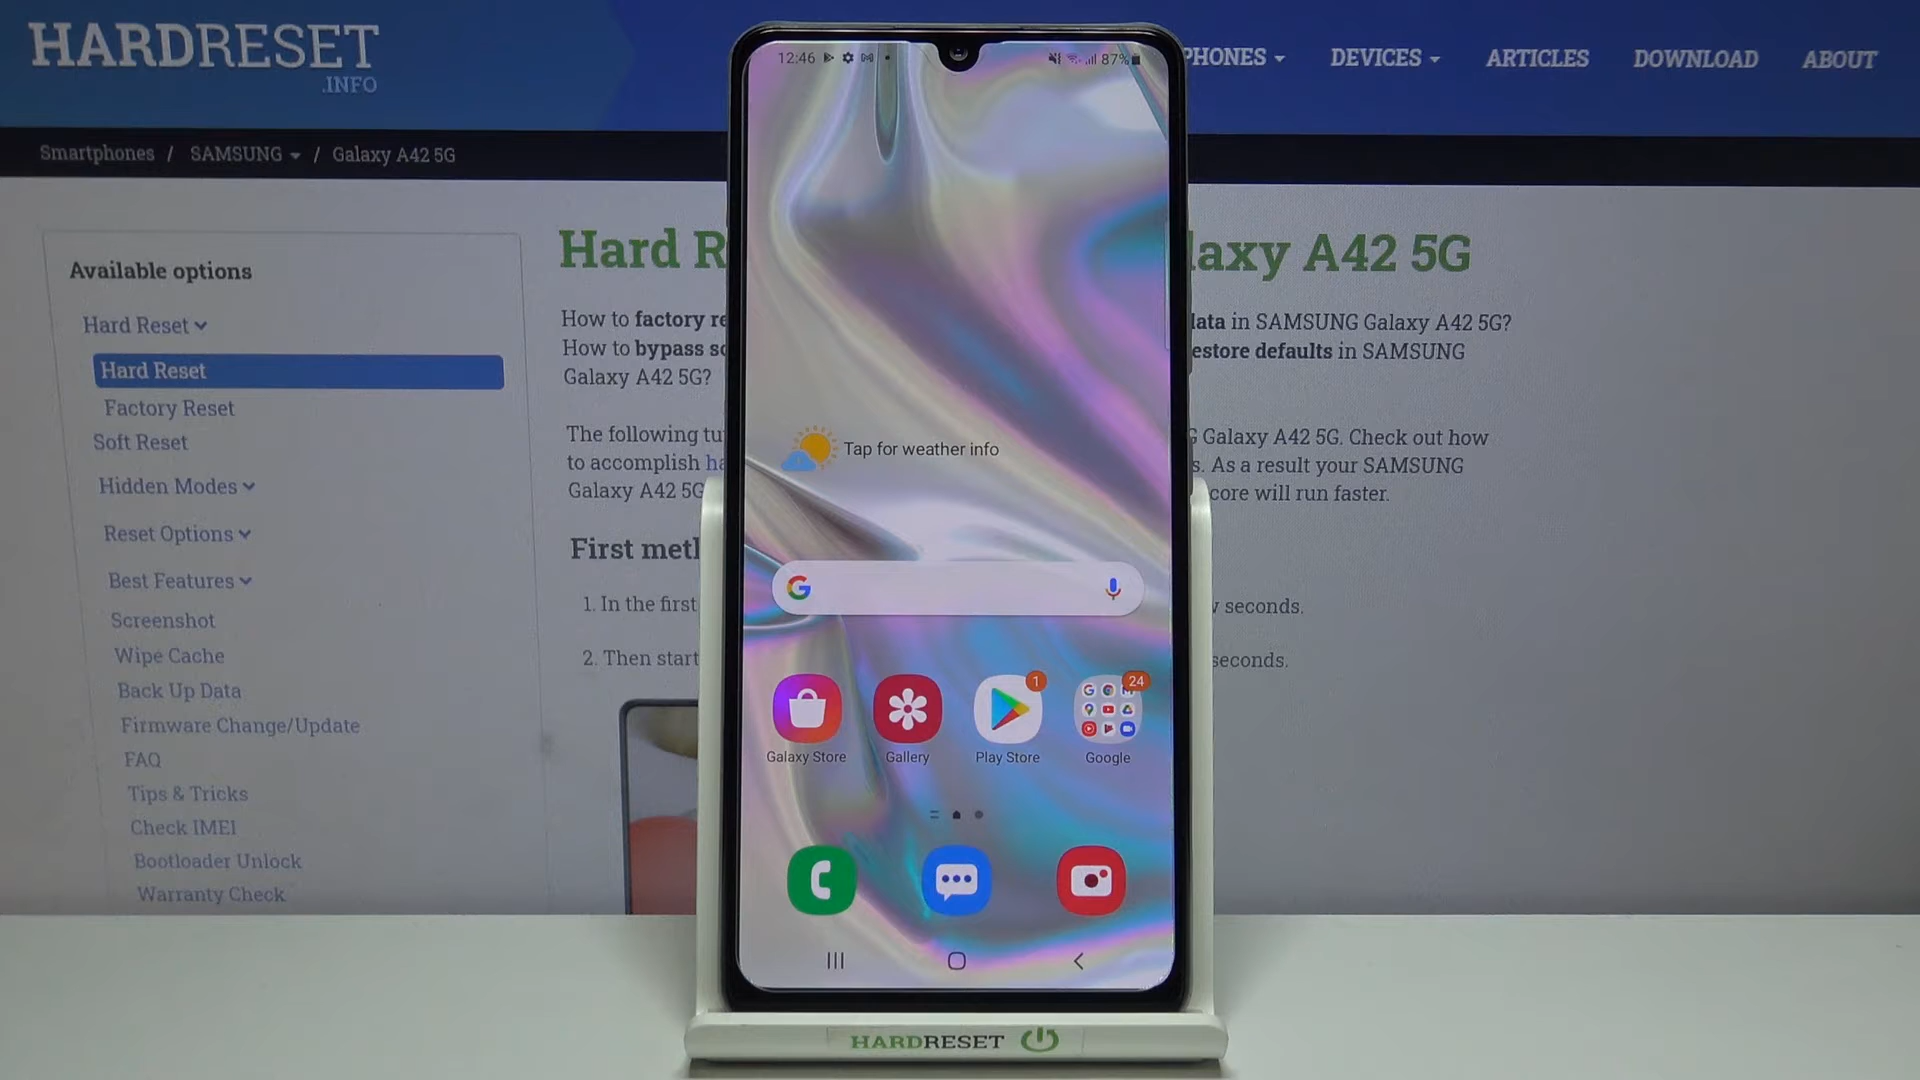 HARDRESET
.INFO
PHONES
DEVICES
ARTICLES
DOWNLOAD
ABOUT
Smartphones / SAMSUNG / Galaxy A42 5G
Available options
Hard Reset
Hard Reset
Factory Reset
Soft Reset
Hidden Modes
Reset Options
Best Features
Screenshot
Wipe Cache
Back Up Data
Firmware Change/Update
FAQ
Tips & Tricks
Check IMEI
Bootloader Unlock
Warranty Check
Hard R
laxy A42 5G
How to factory re
data in SAMSUNG Galaxy A42 5G?
How to bypass sc
estore defaults in SAMSUNG
Galaxy A42 5G?
The following tu
G Galaxy A42 5G. Check out how
to accomplish ha
s. As a result your SAMSUNG
Galaxy A42 5G
core will run faster.
First meth
1. In the first
w seconds.
2. Then start
seconds.
12:46
87%
Tap for weather info
G
1
24
Galaxy Store
Gallery
Play Store
Google
HARDRESET